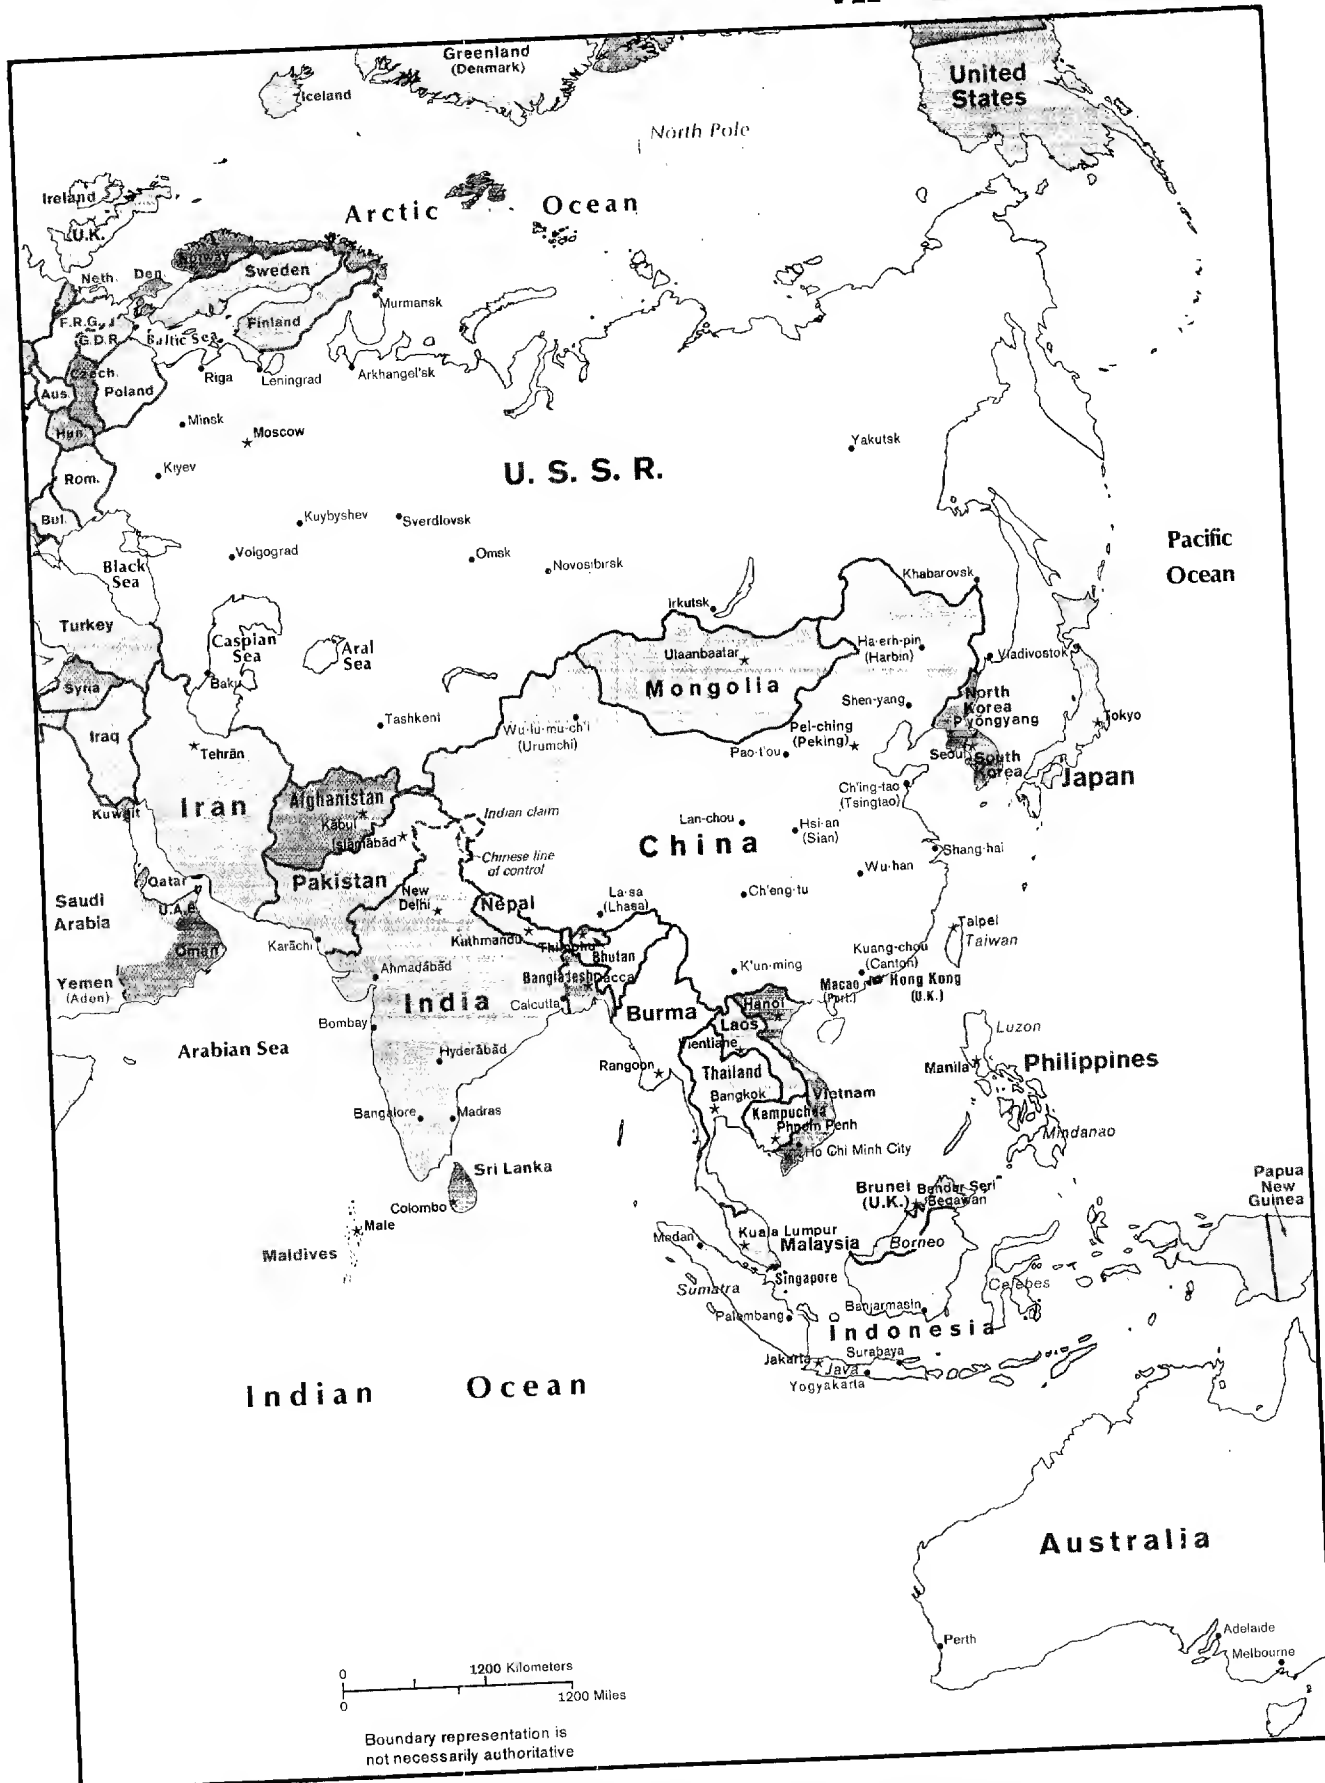 Greenland
(Denmark)
Iceland
United
States
North Pole
Arctic Ocean
Ireland
U.K.
Norway
Sweden
Neth.
Den.
Murmansk
F.R.G.
G.D.R.
Baltic Sea
Finland
Czech.
Riga
Leningrad
Arkhangel'sk
Aus.
Poland
Minsk
Hun.
Moscow
Yakutsk
Kiyev
Rom.
U. S. S. R.
Bul.
Kuybyshev
Sverdlovsk
Volgograd
Omsk
Novosibirsk
Pacific
Ocean
Black
Sea
Khabarovsk
Irkutsk
Turkey
Caspian
Sea
Aral
Sea
Ulaanbaatar
Ha-erh-pin
(Harbin)
Vladivostok
Syria
Baku
Mongolia
Shen-yang
North
Korea
P'yŏngyang
Tashkent
Wu-lu-mu-ch'i
(Urumchi)
Pei-ching
(Peking)
Tokyo
Iraq
Tehrān
Pao-t'ou
Seoul
South
Korea
Japan
Iran
Afghanistan
Kabul
Ch'ing-tao
(Tsingtao)
Kuwait
Indian claim
Islāmābād
Lan-chou
Hsi-an
(Sian)
China
Shang-hai
Chinese line
of control
Wu-han
Qatar
Pakistan
New
Delhi
Nepal
La-sa
(Lhasa)
Ch'eng-tu
Saudi
Arabia
U.A.E.
Taipei
Taiwan
Oman
Karāchi
Kathmandu
Thimphu
Bhutan
Kuang-chou
(Canton)
Ahmadābād
Bangladesh
Dacca
K'un-ming
Hong Kong
(U.K.)
Macao
(Port.)
Yemen
(Aden)
India
Calcutta
Burma
Hanoi
Laos
Luzon
Bombay
Vientiane
Arabian Sea
Hyderābād
Rangoon
Thailand
Manila
Philippines
Bangkok
Vietnam
Bangalore
Madras
Kampuchea
Phnom Penh
Mindanao
Ho Chi Minh City
Sri Lanka
Brunei
(U.K.)
Bandar Seri
Begawan
Papua
New
Guinea
Colombo
Male
Medan
Kuala Lumpur
Malaysia
Borneo
Maldives
Singapore
Sumatra
Celebes
Palembang
Banjarmasin
Indonesia
Jakarta
Java
Surabaya
Yogyakarta
Indian Ocean
Australia
Perth
Adelaide
Melbourne
0 1200 Kilometers
0 1200 Miles
Boundary representation is
not necessarily authoritative